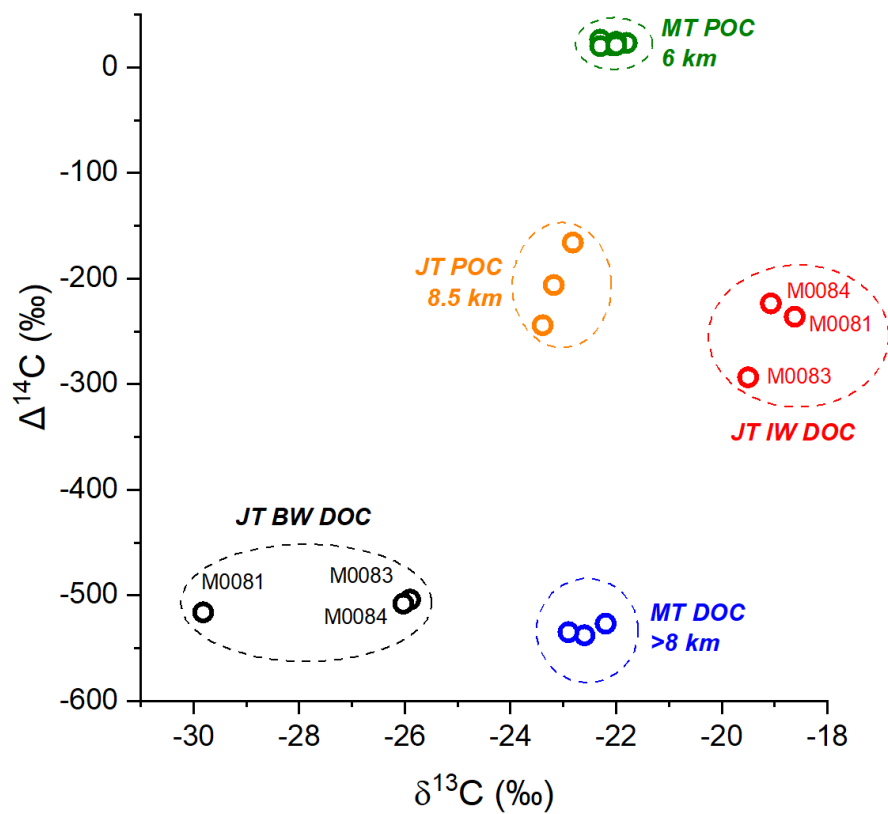 MT POC
6 km
0
-100
JT POC
8.5 km
-200
M0084
M0081
-300
M0083
JT IW DOC
-400
JT BW DOC
M0081
M0083
M0084
-500
MT DOC
>8 km
-600
-30
-28
-26
-24
-22
-20
-18
Δ¹⁴C (‰)
δ¹³C (‰)